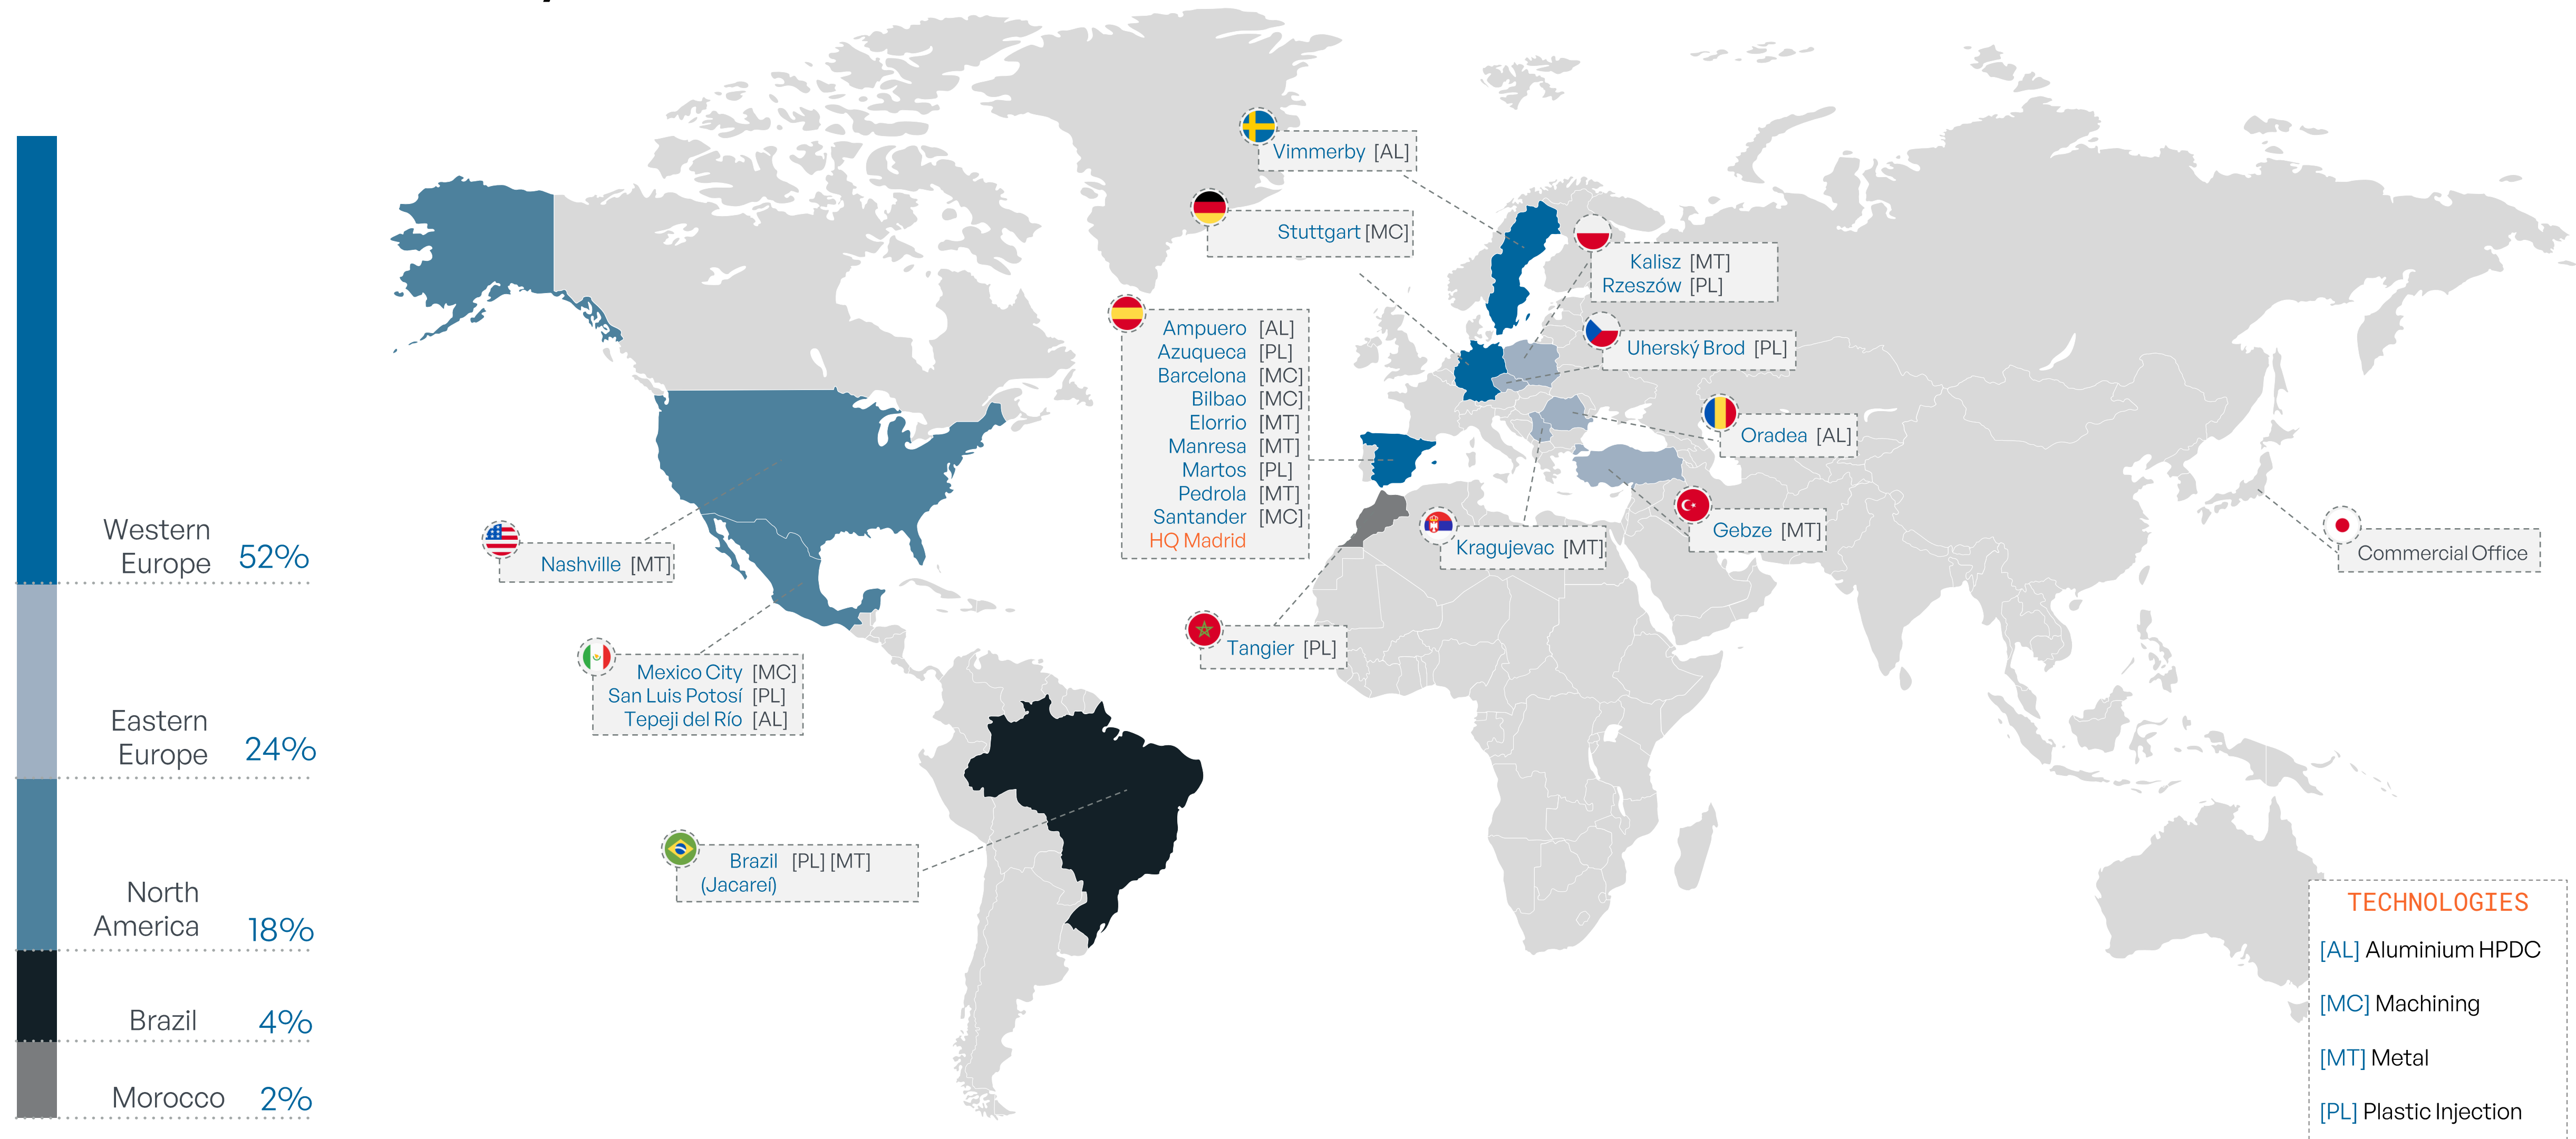 Western
Europe 52%
Eastern
Europe 24%
North
America 18%
Brazil 4%
Morocco 2%
Vimmerby [AL]
Stuttgart [MC]
Kalisz [MT]
Rzeszów [PL]
Uherský Brod [PL]
Ampuero [AL]
Azuqueca [PL]
Barcelona [MC]
Bilbao [MC]
Elorrio [MT]
Manresa [MT]
Martos [PL]
Pedrola [MT]
Santander [MC]
HQ Madrid
Oradea [AL]
Gebze [MT]
Kragujevac [MT]
Commercial Office
Nashville [MT]
Tangier [PL]
Mexico City [MC]
San Luis Potosí [PL]
Tepeji del Río [AL]
Brazil [PL] [MT]
(Jacareí)
TECHNOLOGIES
[AL] Aluminium HPDC
[MC] Machining
[MT] Metal
[PL] Plastic Injection